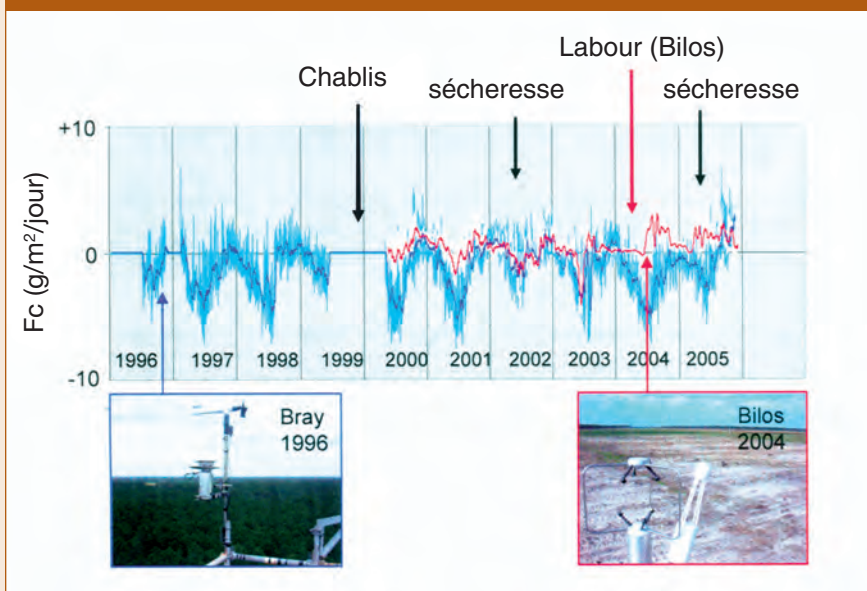 Labour (Bilos)
Chablis
sécheresse
sécheresse
+10
0
-10
Fc (g/m²/jour)
1996
1997
1998
1999
2000
2001
2002
2003
2004
2005
Bray
1996
Bilos
2004